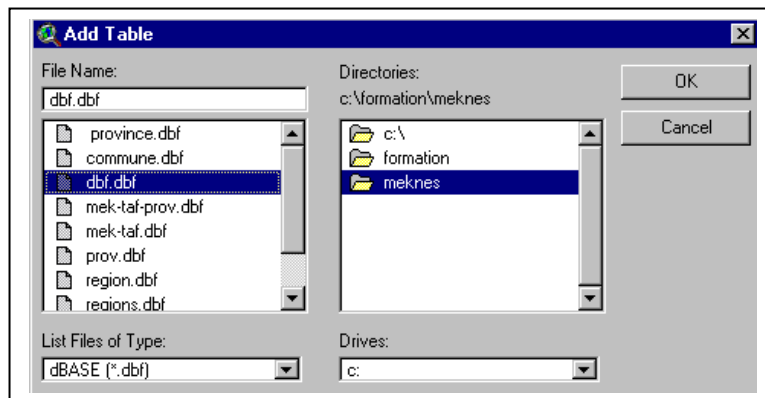 Add Table
File Name:
dbf.dbf
province.dbf
commune.dbf
dbf.dbf
mek-taf-prov.dbf
mek-taf.dbf
prov.dbf
region.dbf
regions.dbf
List Files of Type:
dBASE (*.dbf)
Directories:
c:\formation\meknes
c:\
formation
meknes
Drives:
c:
OK
Cancel